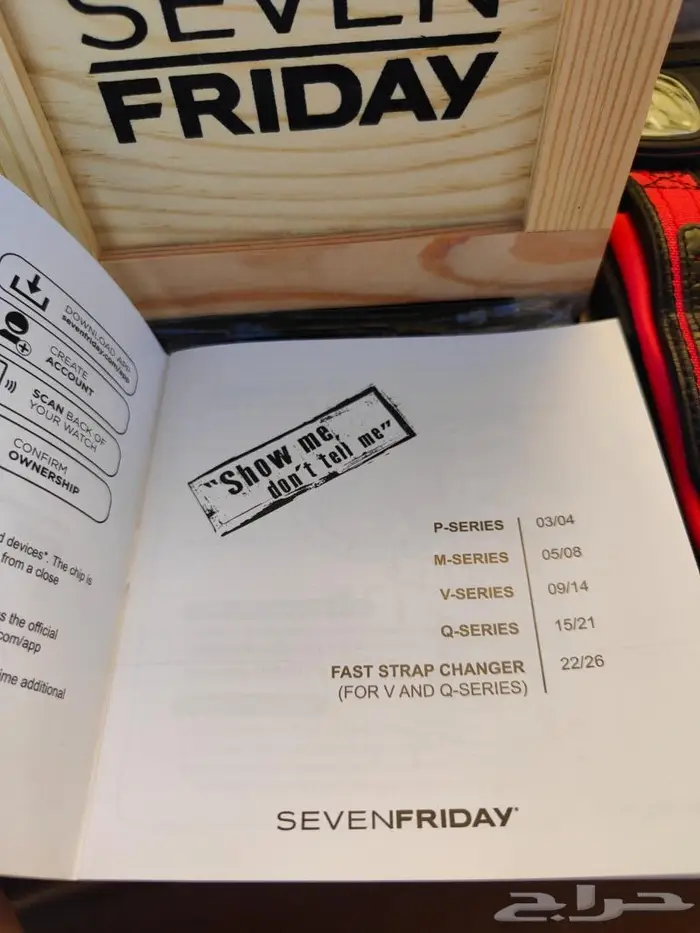 SEVEN
FRIDAY
DOWNLOAD APP
sevenfriday.com/app
CREATE
ACCOUNT
SCAN BACK OF
YOUR WATCH
CONFIRM
OWNERSHIP
devices*. The chip is
from a close
the official
com/app
additional
"Show me,
don't tell me"
P-SERIES 03/04
M-SERIES 05/08
V-SERIES 09/14
Q-SERIES 15/21
FAST STRAP CHANGER 22/26
(FOR V AND Q-SERIES)
SEVENFRIDAY
حراج